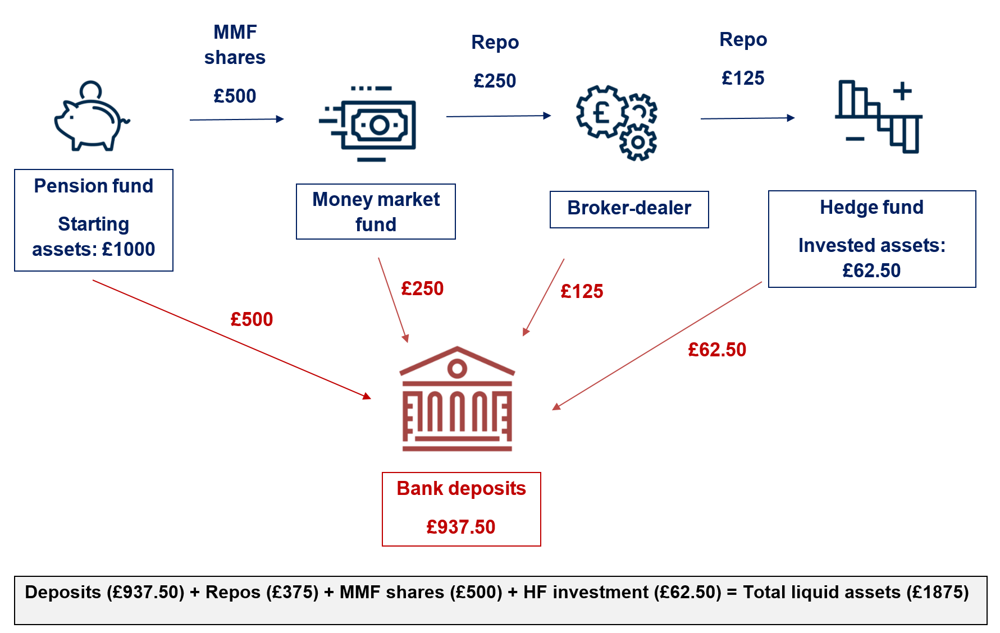 MMF
shares
£500
Repo
£250
Repo
£125
£
Pension fund
Starting
assets: £1000
Money market
fund
Broker-dealer
Hedge fund
Invested assets:
£62.50
£500
£250
£125
£62.50
Bank deposits
£937.50
Deposits (£937.50) + Repos (£375) + MMF shares (£500) + HF investment (£62.50) = Total liquid assets (£1875)